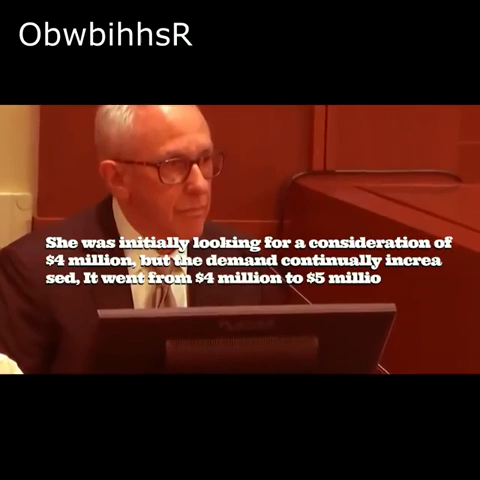 ObwbihhsR
She was initially looking for a consideration of
$4 million, but the demand continually increa
sed, It went from $4 million to $5 millio